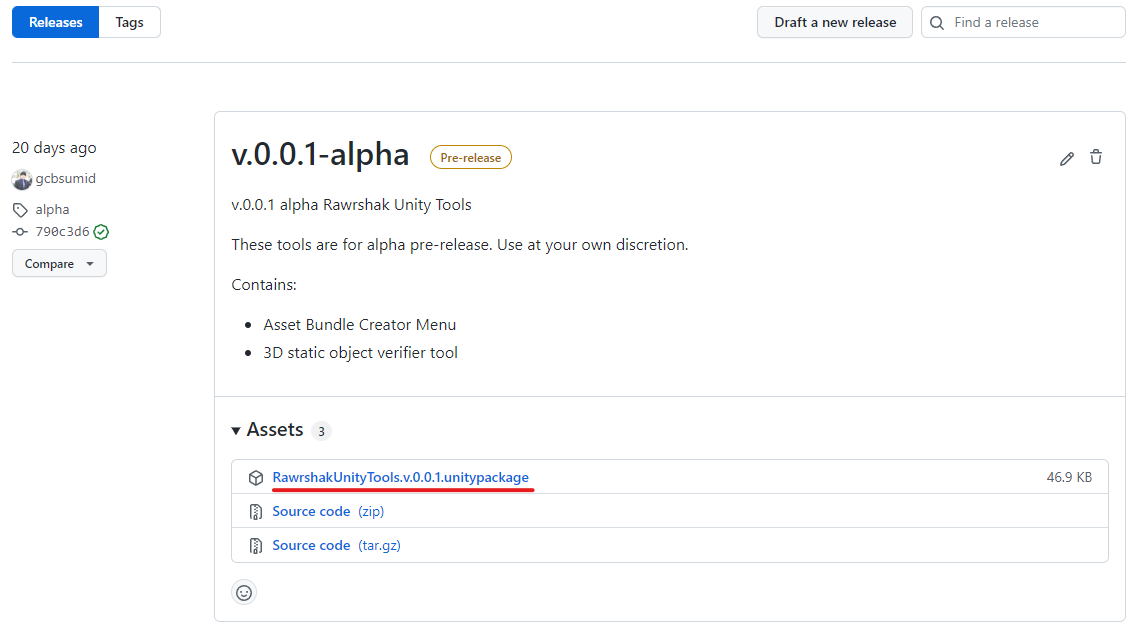 Releases Tags Draft a new release Find a release
20 days ago
gcbsumid
alpha
790c3d6
Compare
v.0.0.1-alpha Pre-release
v.0.0.1 alpha Rawrshak Unity Tools
These tools are for alpha pre-release. Use at your own discretion.
Contains:
Asset Bundle Creator Menu
3D static object verifier tool
Assets 3
RawrshakUnityTools.v.0.0.1.unitypackage 46.9 KB
Source code (zip)
Source code (tar.gz)